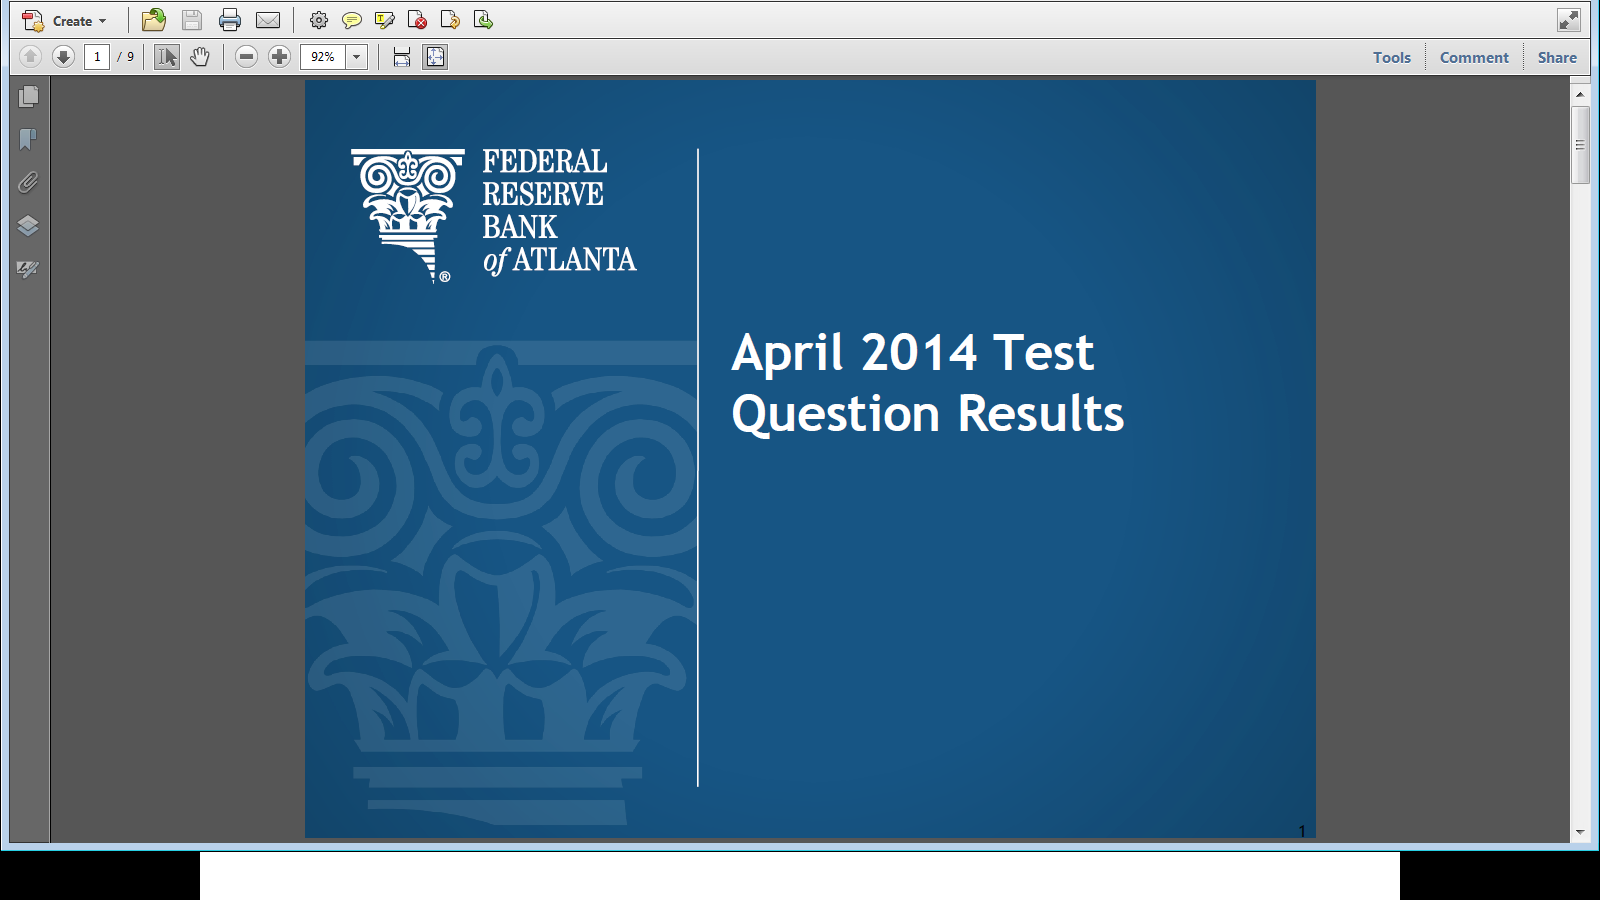 Create
1 / 9
92%
Tools
Comment
Share
FEDERAL
RESERVE
BANK
of ATLANTA
®
April 2014 Test
Question Results
1